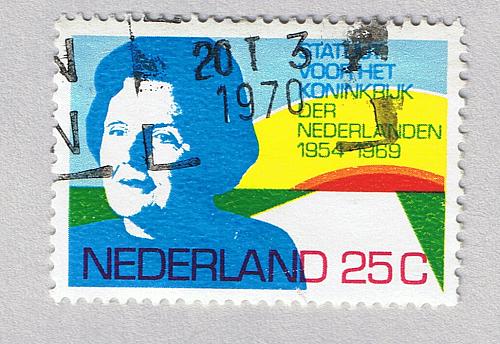 20 T 3
1970
STATUUT
VOOR HET
KONINKRIJK
DER
NEDERLANDEN
1954-1969
NEDERLAND 25 C